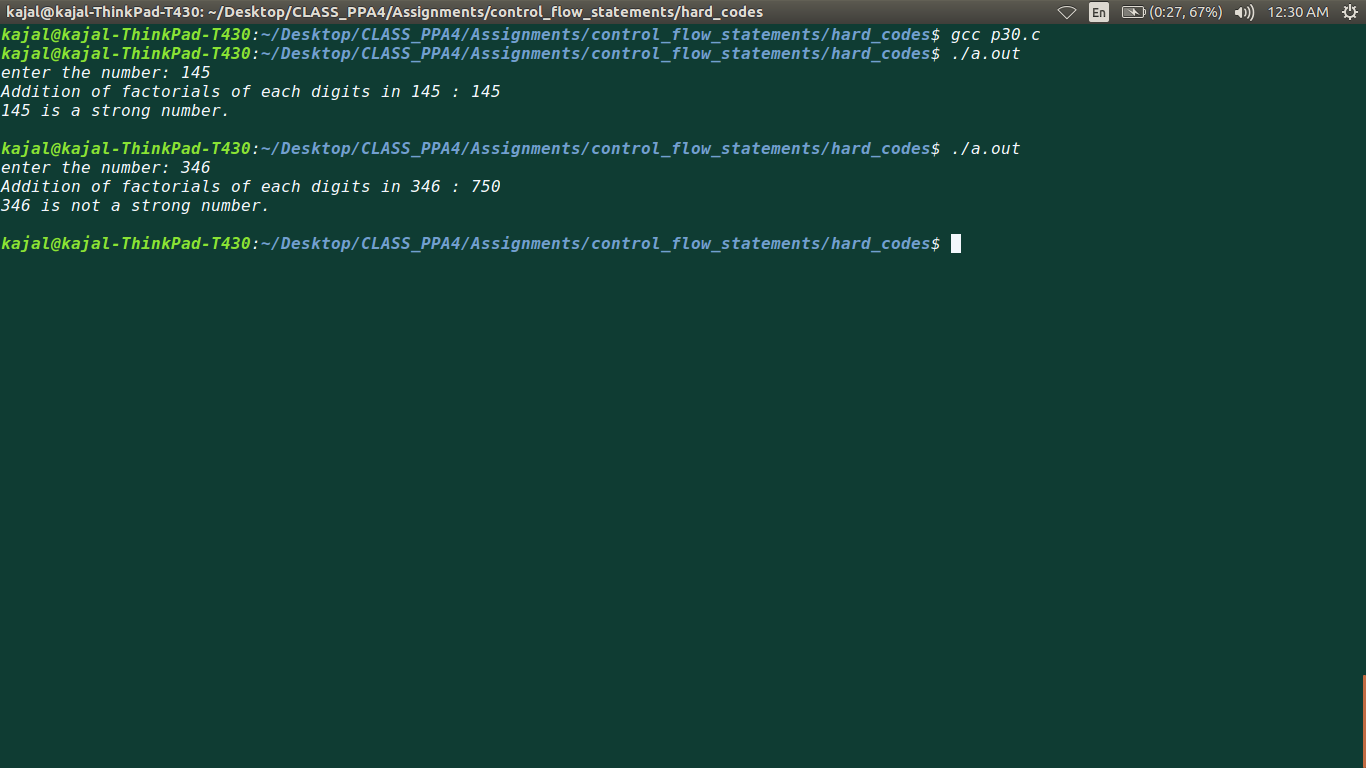 kajal@kajal-ThinkPad-T430: ~/Desktop/CLASS_PPA4/Assignments/control_flow_statements/hard_codes En (0:27, 67%) 12:30 AM
kajal@kajal-ThinkPad-T430:~/Desktop/CLASS_PPA4/Assignments/control_flow_statements/hard_codes$ gcc p30.c
kajal@kajal-ThinkPad-T430:~/Desktop/CLASS_PPA4/Assignments/control_flow_statements/hard_codes$ ./a.out
enter the number: 145
Addition of factorials of each digits in 145 : 145
145 is a strong number.
kajal@kajal-ThinkPad-T430:~/Desktop/CLASS_PPA4/Assignments/control_flow_statements/hard_codes$ ./a.out
enter the number: 346
Addition of factorials of each digits in 346 : 750
346 is not a strong number.
kajal@kajal-ThinkPad-T430:~/Desktop/CLASS_PPA4/Assignments/control_flow_statements/hard_codes$